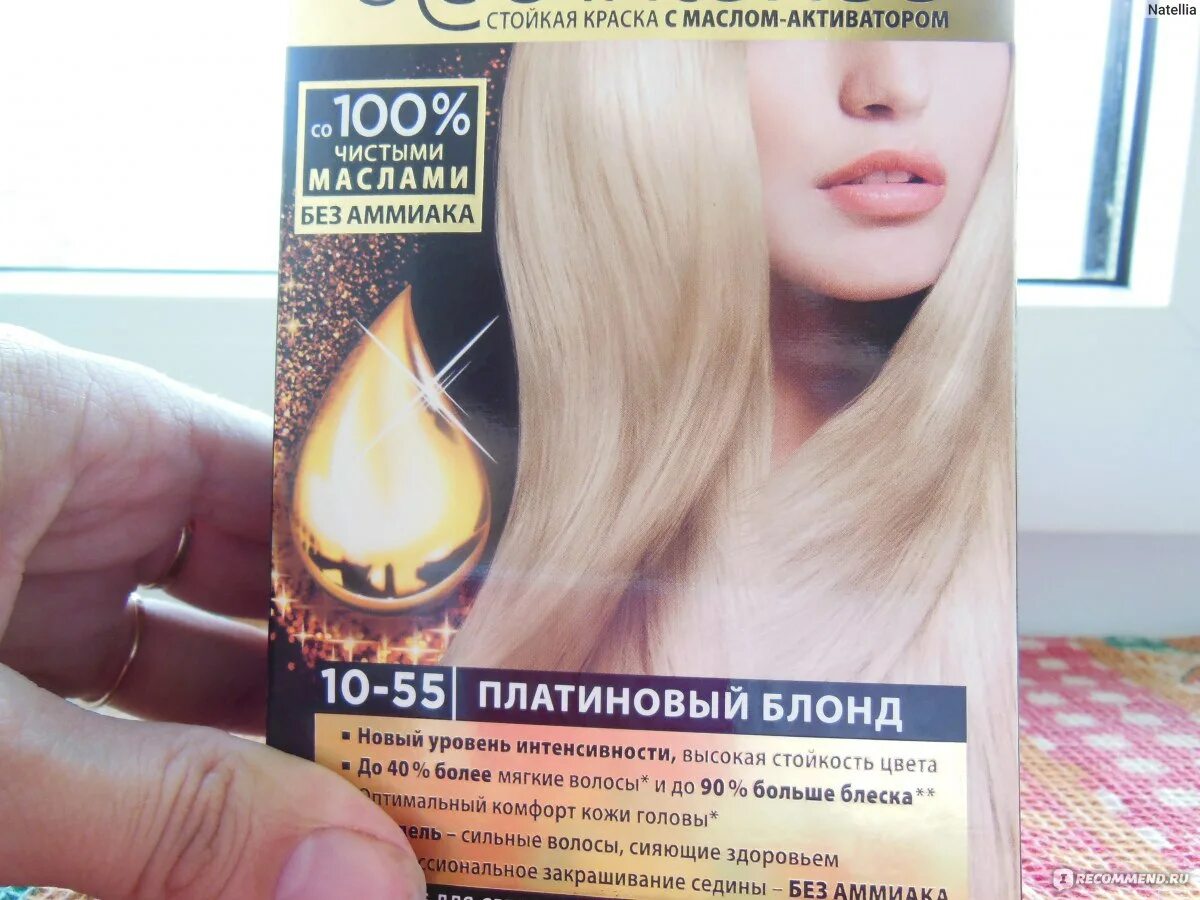 Natellia
СТОЙКАЯ КРАСКА С МАСЛОМ-АКТИВАТОРОМ
со 100%
ЧИСТЫМИ
МАСЛАМИ
БЕЗ АММИАКА
10-55 ПЛАТИНОВЫЙ БЛОНД
▪ Новый уровень интенсивности, высокая стойкость цвета
▪ До 40% более мягкие волосы* и до 90% больше блеска**
Оптимальный комфорт кожи головы*
– сильные волосы, сияющие здоровьем
закрашивание седины – БЕЗ АММИАКА
RECOMMEND.RU